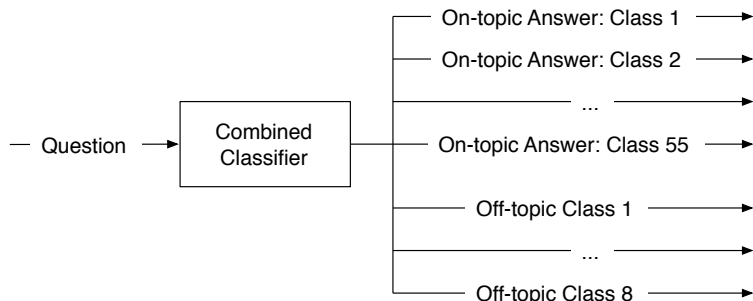 On-topic Answer: Class 1
On-topic Answer: Class 2
...
Question
Combined
Classifier
On-topic Answer: Class 55
Off-topic Class 1
...
Off-topic Class 8